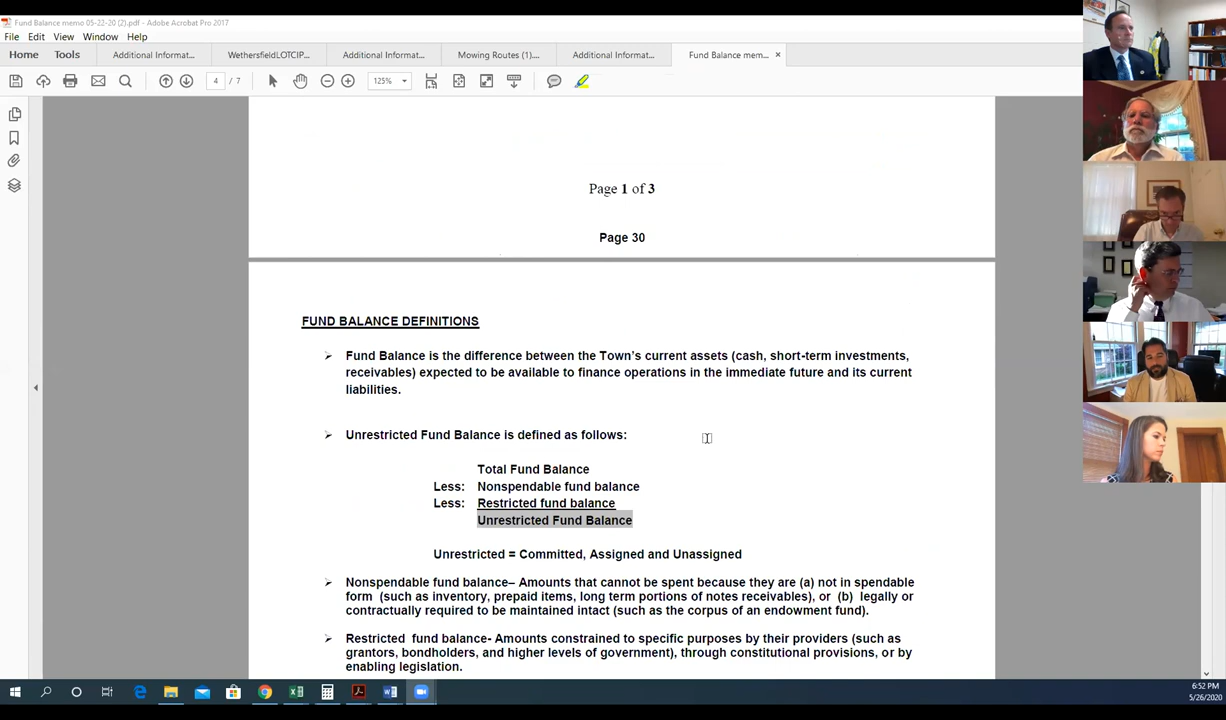 Fund Balance memo 05-22-20 (2).pdf - Adobe Acrobat Pro 2017
File Edit View Window Help
Home Tools Additional Informat... WethersfieldLOTCIP... Additional Informat... Mowing Routes (1)... Additional Informat... Fund Balance mem... ×
4 / 7 125%
Page 1 of 3
Page 30
FUND BALANCE DEFINITIONS
➢ Fund Balance is the difference between the Town's current assets (cash, short-term investments,
receivables) expected to be available to finance operations in the immediate future and its current
liabilities.
➢ Unrestricted Fund Balance is defined as follows:
Total Fund Balance
Less: Nonspendable fund balance
Less: Restricted fund balance
Unrestricted Fund Balance
Unrestricted = Committed, Assigned and Unassigned
➢ Nonspendable fund balance– Amounts that cannot be spent because they are (a) not in spendable
form (such as inventory, prepaid items, long term portions of notes receivables), or (b) legally or
contractually required to be maintained intact (such as the corpus of an endowment fund).
➢ Restricted fund balance- Amounts constrained to specific purposes by their providers (such as
grantors, bondholders, and higher levels of government), through constitutional provisions, or by
enabling legislation.
6:52 PM
5/26/2020